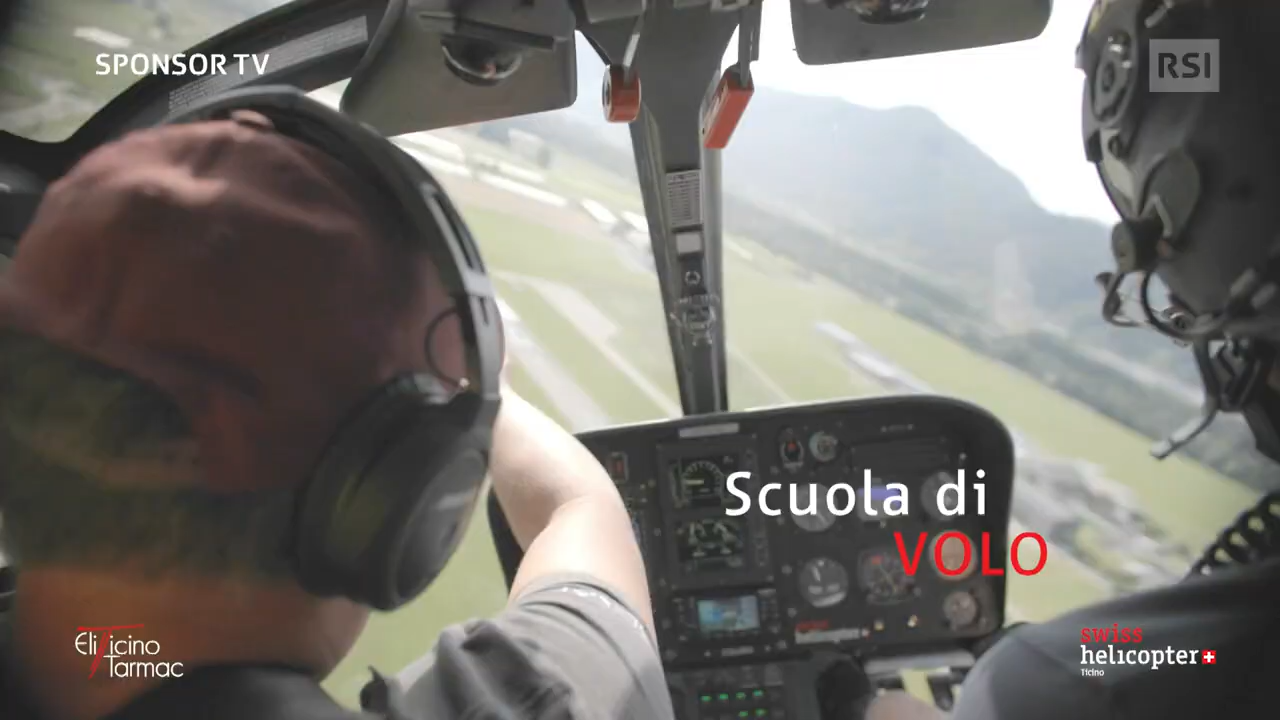 SPONSOR TV
RSI
Scuola di
VOLO
EliTicino
Tarmac
swiss
helicopter
Ticino